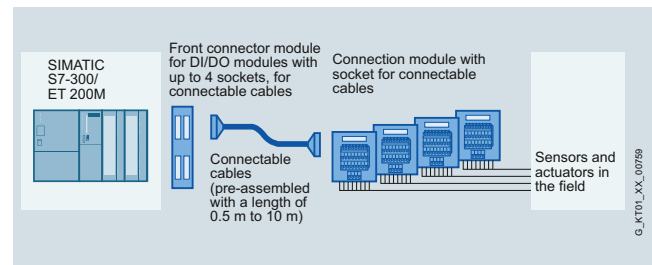 SIMATIC
S7-300/
ET 200M
Front connector module
for DI/DO modules with
up to 4 sockets, for
connectable cables
Connection module with
socket for connectable
cables
Connectable
cables
(pre-assembled
with a length of
0.5 m to 10 m)
Sensors and
actuators in
the field
G_KT01_XX_00759